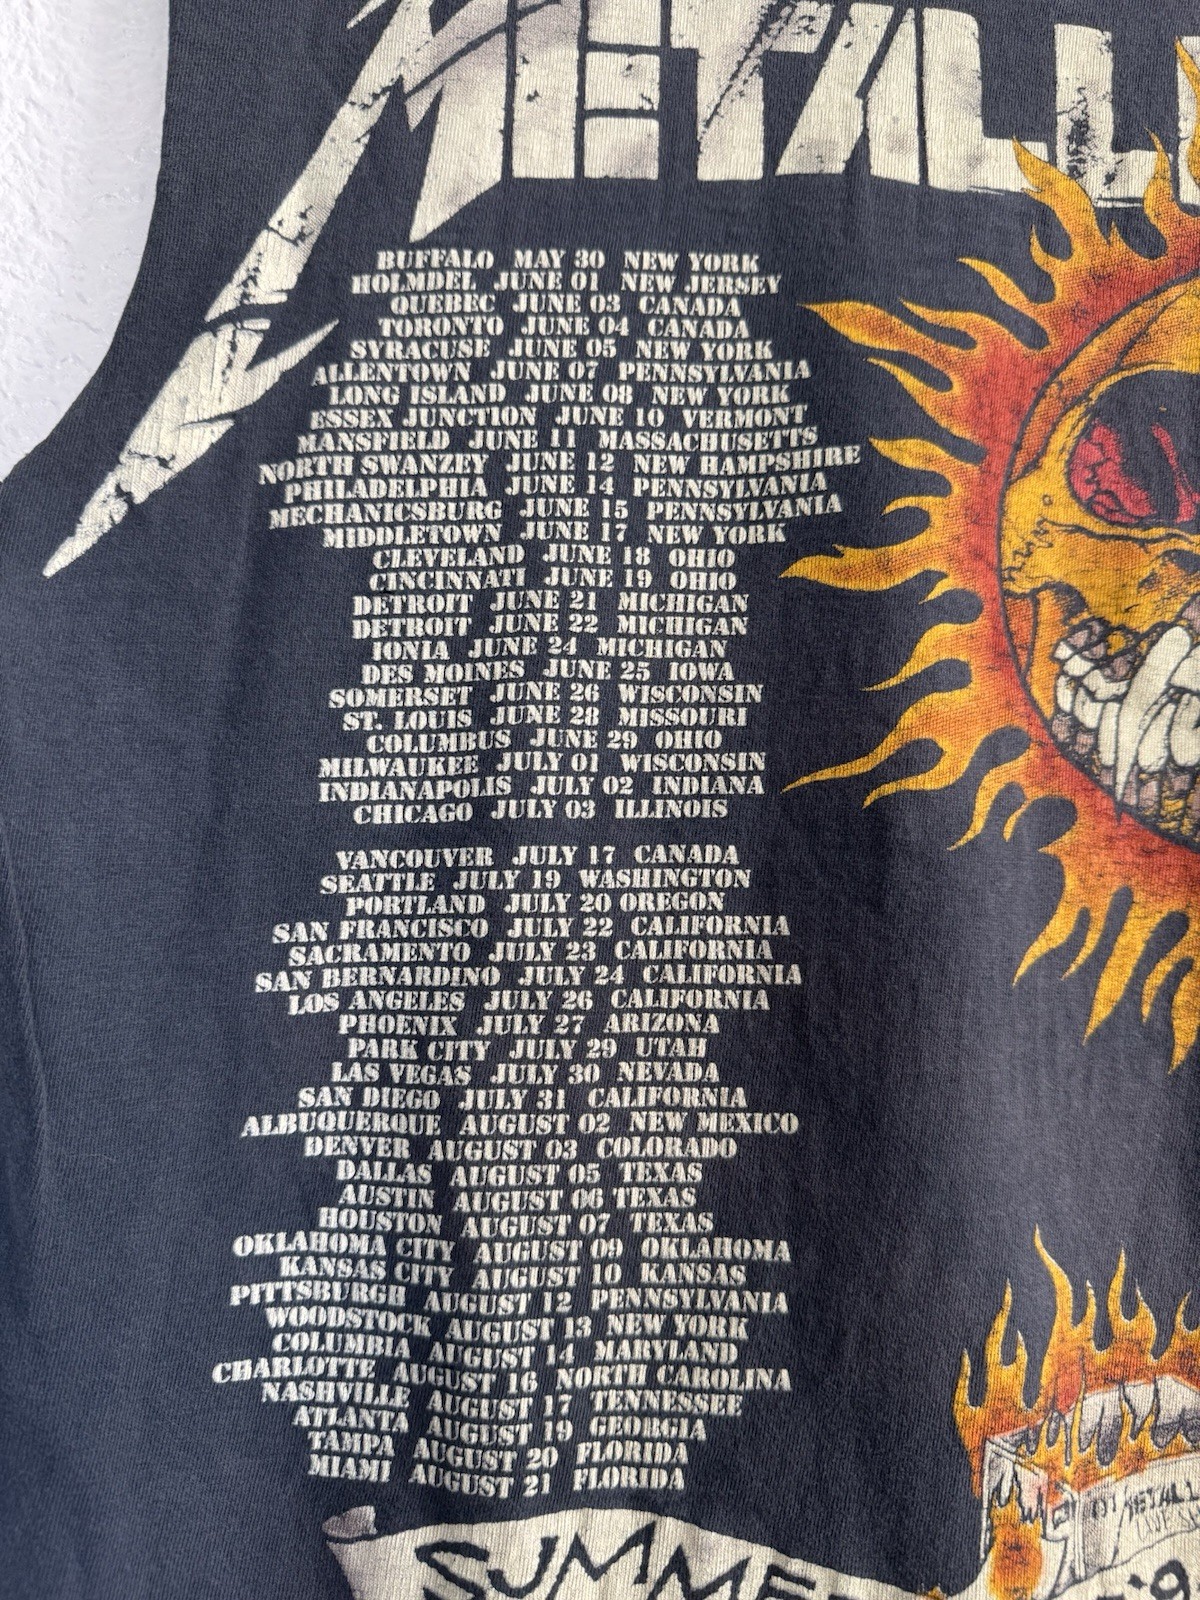 METALLI
BUFFALO MAY 30 NEW YORK
HOLMDEL JUNE 01 NEW JERSEY
QUEBEC JUNE 03 CANADA
TORONTO JUNE 04 CANADA
SYRACUSE JUNE 05 NEW YORK
ALLENTOWN JUNE 07 PENNSYLVANIA
LONG ISLAND JUNE 08 NEW YORK
ESSEX JUNCTION JUNE 10 VERMONT
MANSFIELD JUNE 11 MASSACHUSETTS
NORTH SWANZEY JUNE 12 NEW HAMPSHIRE
PHILADELPHIA JUNE 14 PENNSYLVANIA
MECHANICSBURG JUNE 15 PENNSYLVANIA
MIDDLETOWN JUNE 17 NEW YORK
CLEVELAND JUNE 18 OHIO
CINCINNATI JUNE 19 OHIO
DETROIT JUNE 21 MICHIGAN
DETROIT JUNE 22 MICHIGAN
IONIA JUNE 24 MICHIGAN
DES MOINES JUNE 25 IOWA
SOMERSET JUNE 26 WISCONSIN
ST. LOUIS JUNE 28 MISSOURI
COLUMBUS JUNE 29 OHIO
MILWAUKEE JULY 01 WISCONSIN
INDIANAPOLIS JULY 02 INDIANA
CHICAGO JULY 03 ILLINOIS
VANCOUVER JULY 17 CANADA
SEATTLE JULY 19 WASHINGTON
PORTLAND JULY 20 OREGON
SAN FRANCISCO JULY 22 CALIFORNIA
SACRAMENTO JULY 23 CALIFORNIA
SAN BERNARDINO JULY 24 CALIFORNIA
LOS ANGELES JULY 26 CALIFORNIA
PHOENIX JULY 27 ARIZONA
PARK CITY JULY 29 UTAH
LAS VEGAS JULY 30 NEVADA
SAN DIEGO JULY 31 CALIFORNIA
ALBUQUERQUE AUGUST 02 NEW MEXICO
DENVER AUGUST 03 COLORADO
DALLAS AUGUST 05 TEXAS
AUSTIN AUGUST 06 TEXAS
HOUSTON AUGUST 07 TEXAS
OKLAHOMA CITY AUGUST 09 OKLAHOMA
KANSAS CITY AUGUST 10 KANSAS
PITTSBURGH AUGUST 12 PENNSYLVANIA
WOODSTOCK AUGUST 13 NEW YORK
COLUMBIA AUGUST 14 MARYLAND
CHARLOTTE AUGUST 16 NORTH CAROLINA
NASHVILLE AUGUST 17 TENNESSEE
ATLANTA AUGUST 19 GEORGIA
TAMPA AUGUST 20 FLORIDA
MIAMI AUGUST 21 FLORIDA
SUMME
'9